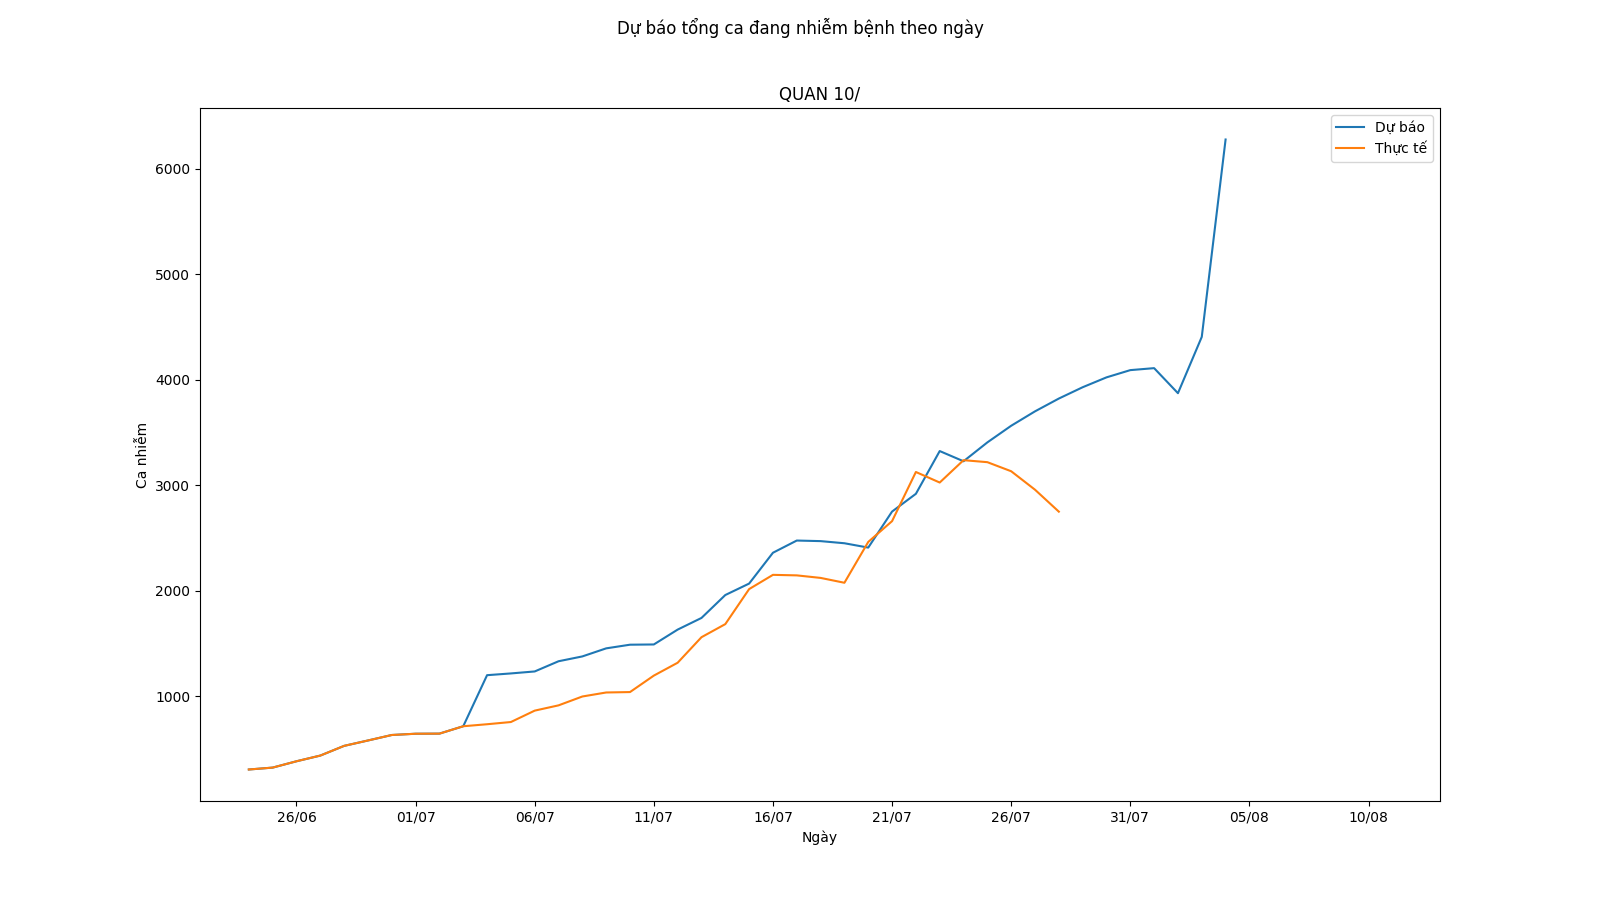 Dự báo tổng ca đang nhiễm bệnh theo ngày
QUAN 10/
Dự báo
Thực tế
6000
5000
4000
3000
2000
1000
Ca nhiễm
26/06 01/07 06/07 11/07 16/07 21/07 26/07 31/07 05/08 10/08
Ngày